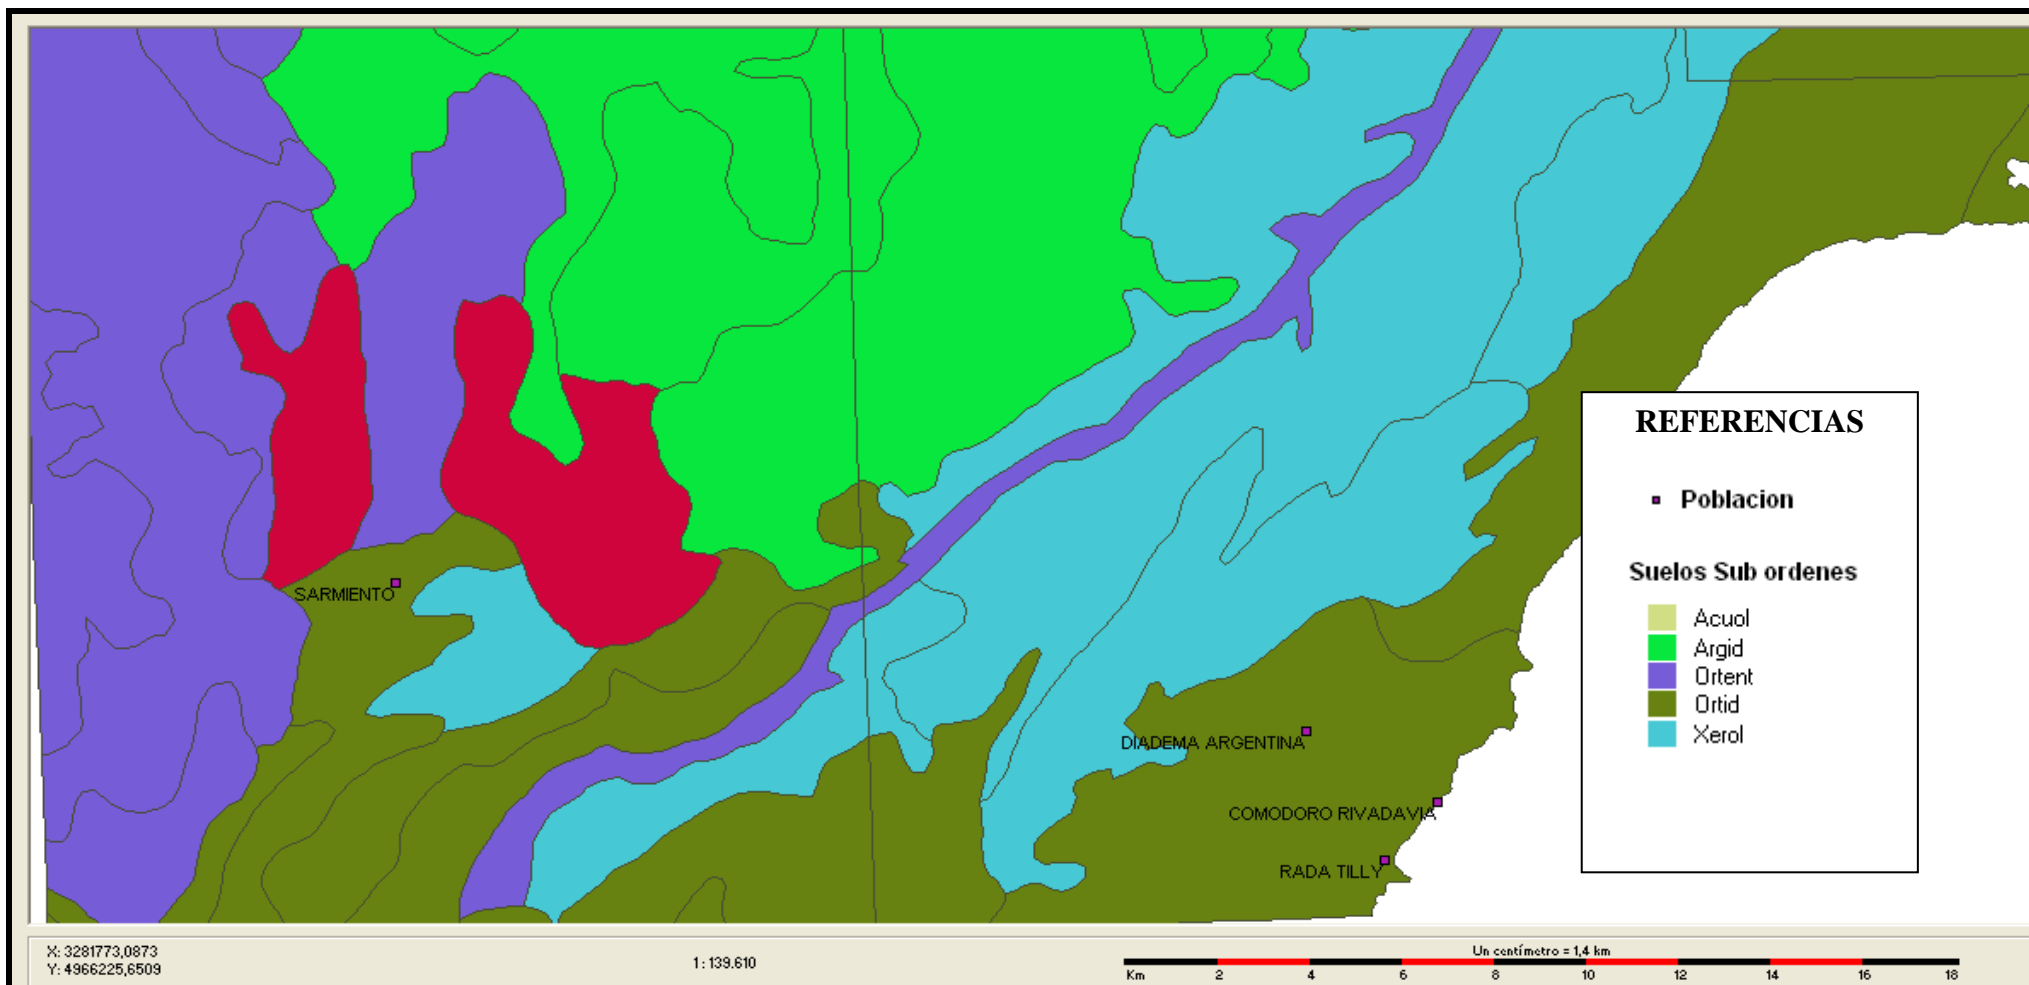 REFERENCIAS
Poblacion
Suelos Sub ordenes
Acuol
Argid
Ortent
Ortid
Xerol
SARMIENTO
DIADEMA ARGENTINA
COMODORO RIVADAVIA
RADA TILLY
X: 3281773,0873
Y: 4966225,6509
1: 139.610
Un centímetro = 1,4 km
Km 2 4 6 8 10 12 14 16 18